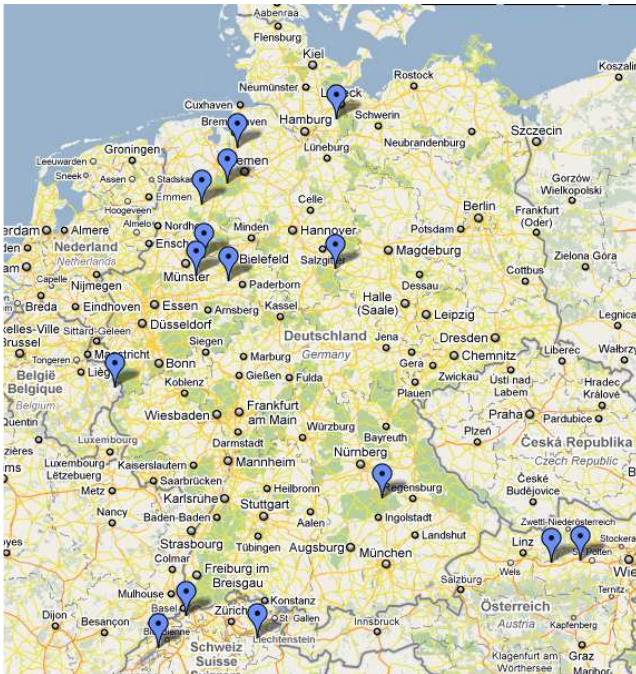 Aabenraa
Flensburg
Kiel
Koszalin
Rostock
Neumünster
Cuxhaven
Schwerin
Hamburg
Neubrandenburg
Szczecin
Groningen
Lüneburg
Leeuwarden
Sneek
Assen
Emmen
Hoogeveen
Gorzów
Wielkopolski
Celle
Berlin
Almelo
Almere
Minden
Hannover
Potsdam
Frankfurt
(Oder)
Nederland
Netherlands
Magdeburg
Zielona Góra
Bielefeld
Salzgitter
Münster
Capelle
Nijmegen
Paderborn
Dessau
Cottbus
Breda
Eindhoven
Essen
Arnsberg
Kassel
Halle
(Saale)
Leipzig
Legnica
Düsseldorf
Sittard-Geleen
Brussel
Deutschland
Germany
Jena
Dresden
Siegen
Chemnitz
Liberec
Tongeren
Maastricht
Bonn
Marburg
Gera
Zwickau
België
Belgique
Belgium
Gießen
Fulda
Ústí nad
Labem
Hradec
Králové
Koblenz
Plauen
Wiesbaden
Frankfurt
am Main
Praha
Pardubice
Darmstadt
Würzburg
Bayreuth
Plzeň
Luxembourg
Česká Republika
Czech Republic
Luxembourg
Lëtzebuerg
Kaiserslautern
Mannheim
Nürnberg
Metz
Saarbrücken
Heilbronn
Regensburg
České
Budějovice
Karlsruhe
Nancy
Baden-Baden
Stuttgart
Aalen
Ingolstadt
Zwettl-Niederösterreich
Strasbourg
Tübingen
Augsburg
Landshut
Linz
Colmar
München
Wels
Freiburg im
Breisgau
Salzburg
Mulhouse
Konstanz
Basel
Zürich
St. Gallen
Österreich
Austria
Dijon
Besançon
Liechtenstein
Innsbruck
Kapfenberg
Schweiz
Suisse
Graz
Klagenfurt am
Wörthersee
Maribor